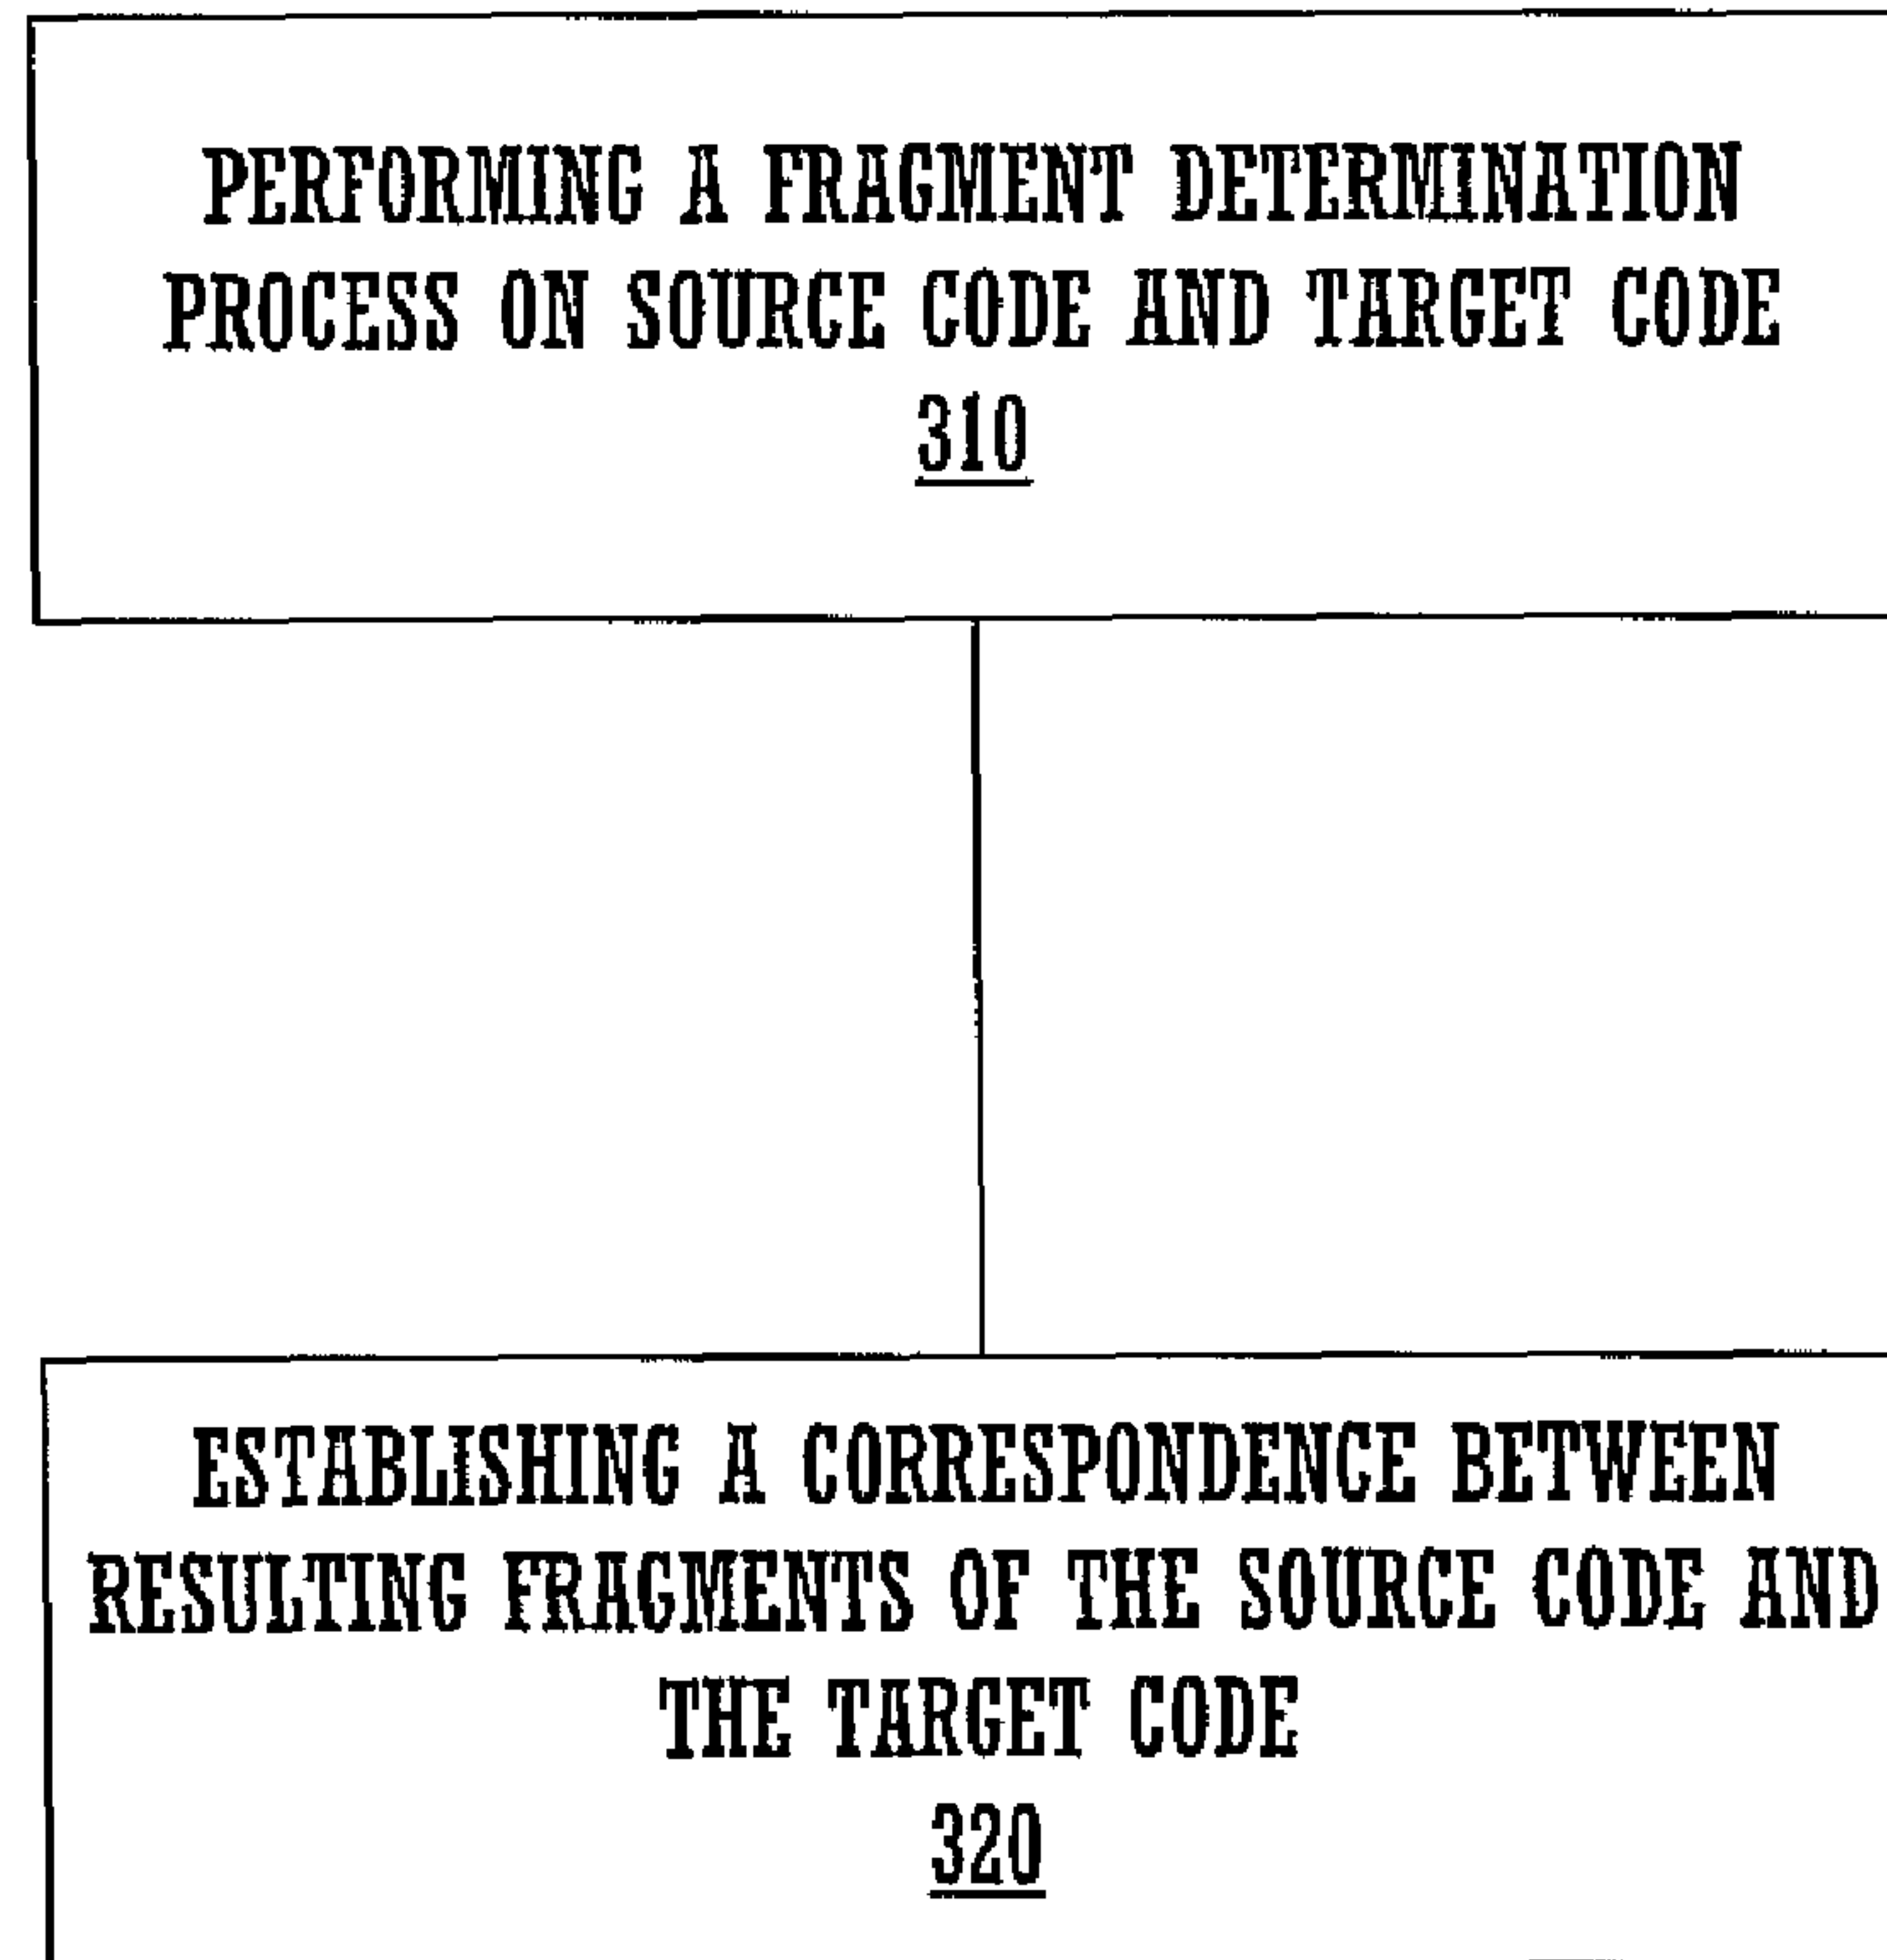 PERFORMING A FRAGMENT DETERMINATION
PROCESS ON SOURCE CODE AND TARGET CODE
310
ESTABLISHING A CORRESPONDENCE BETWEEN
RESULTING FRAGMENTS OF THE SOURCE CODE AND
THE TARGET CODE
320